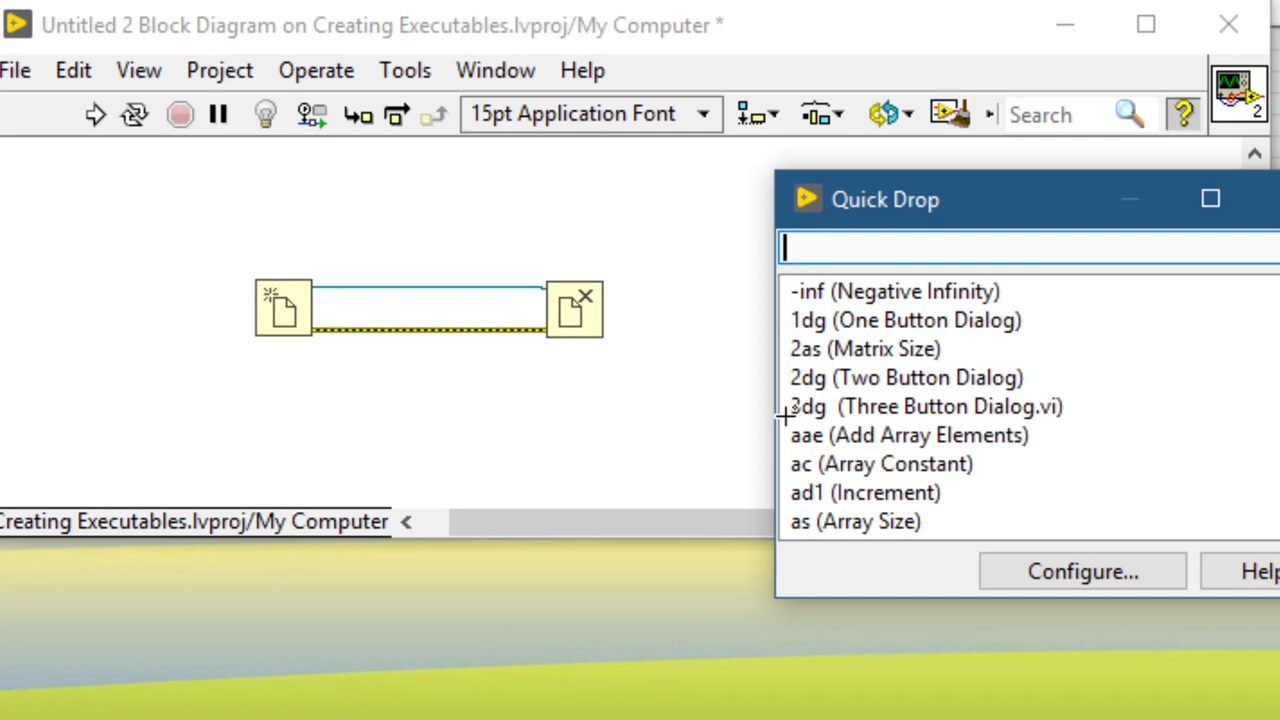 Untitled 2 Block Diagram on Creating Executables.lvproj/My Computer *
File Edit View Project Operate Tools Window Help
15pt Application Font
Search
?
2
Quick Drop
-inf (Negative Infinity)
1dg (One Button Dialog)
2as (Matrix Size)
2dg (Two Button Dialog)
3dg (Three Button Dialog.vi)
aae (Add Array Elements)
ac (Array Constant)
ad1 (Increment)
as (Array Size)
Creating Executables.lvproj/My Computer
Configure...
Help